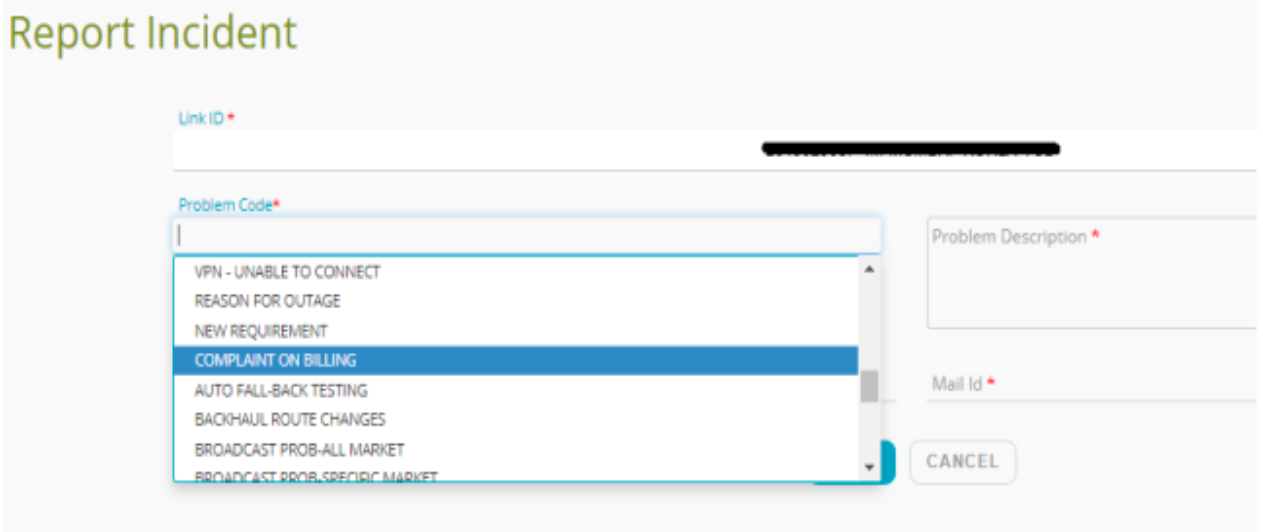 Report Incident
Link ID *
Problem Code*
Problem Description *
VPN - UNABLE TO CONNECT
REASON FOR OUTAGE
NEW REQUIREMENT
COMPLAINT ON BILLING
AUTO FALL-BACK TESTING
BACKHAUL ROUTE CHANGES
BROADCAST PROB-ALL MARKET
BROADCAST PROB-SPECIFIC MARKET
Mail Id *
CANCEL